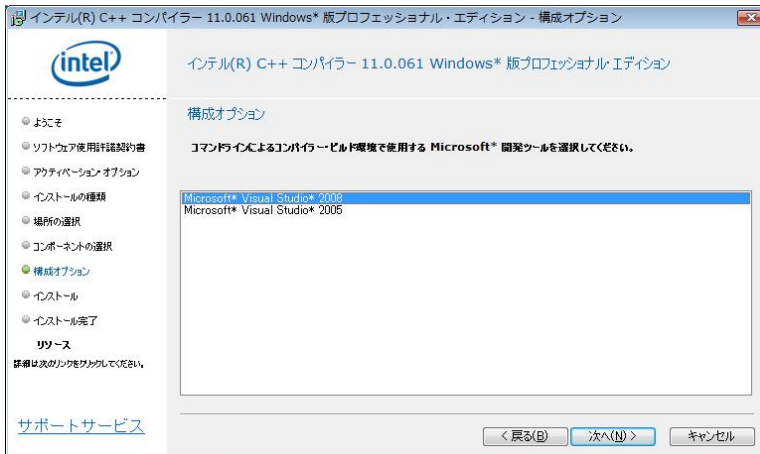 インテル(R) C++ コンパイラー 11.0.061 Windows* 版プロフェッショナル・エディション - 構成オプション
intel
インテル(R) C++ コンパイラー 11.0.061 Windows* 版プロフェッショナル・エディション
ようこそ
ソフトウェア使用許諾契約書
アクティベーション・オプション
インストールの種類
場所の選択
コンポーネントの選択
構成オプション
インストール
インストール完了
リソース
詳細は次のリンクをクリックしてください。
サポートサービス
構成オプション
コマンドラインによるコンパイラー・ビルド環境で使用する Microsoft* 開発ツールを選択してください。
Microsoft* Visual Studio* 2008
Microsoft* Visual Studio* 2005
< 戻る(B)
次へ(N) >
キャンセル